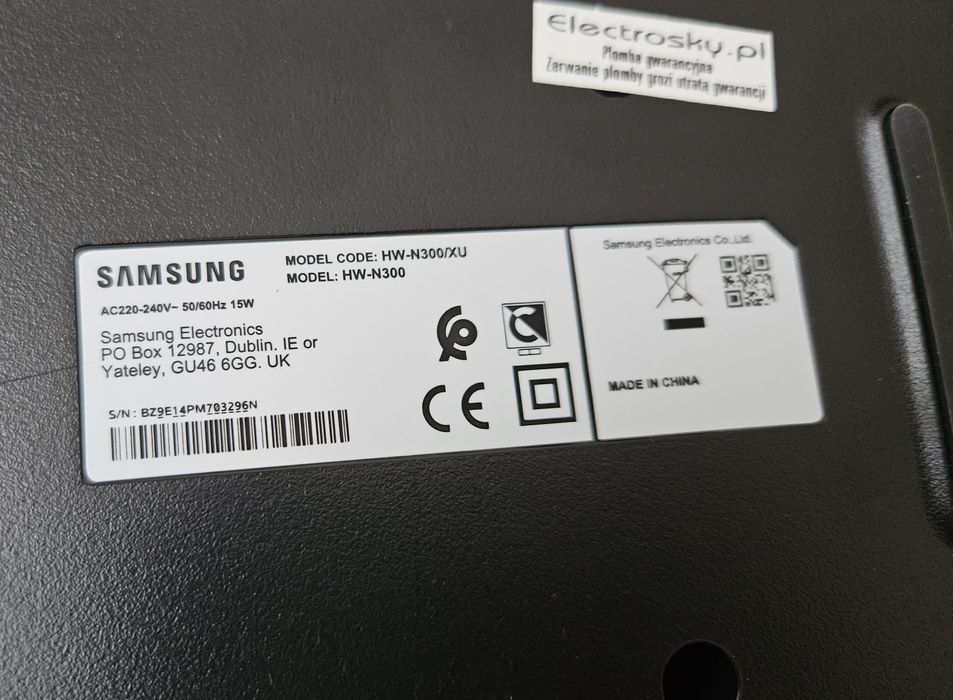 Electrosky.pl
Plomba gwarancyjna
Zerwanie plomby grozi utratą gwarancji
SAMSUNG
MODEL CODE: HW-N300/XU
MODEL: HW-N300
AC220-240V~ 50/60Hz 15W
Samsung Electronics
PO Box 12987, Dublin. IE or
Yateley, GU46 6GG. UK
S/N : BZ9E14PM703296N
CE
Samsung Electronics Co.,Ltd.
MADE IN CHINA